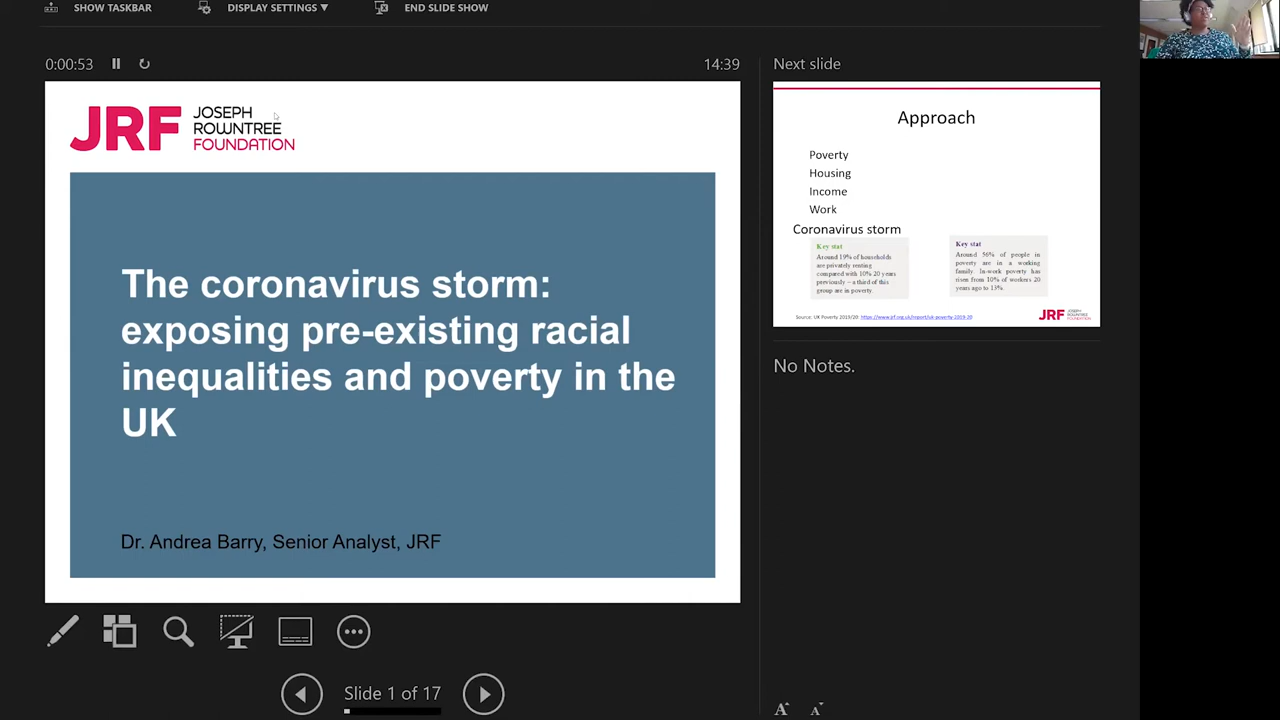 SHOW TASKBAR
DISPLAY SETTINGS ▼
END SLIDE SHOW
0:00:53
14:39
Next slide
JRF
JOSEPH
ROWNTREE
FOUNDATION
The coronavirus storm:
exposing pre-existing racial
inequalities and poverty in the
UK
Dr. Andrea Barry, Senior Analyst, JRF
Approach
Poverty
Housing
Income
Work
Coronavirus storm
Key stat
Around 19% of households
are privately renting
compared with 10% 20 years
previously – a third of this
group are in poverty.
Key stat
Around 56% of people in
poverty are in a working
family. In-work poverty has
risen from 10% of workers 20
years ago to 13%.
Source: UK Poverty 2019/20: https://www.jrf.org.uk/report/uk-poverty-2019-20
JRF
JOSEPH
ROWNTREE
FOUNDATION
No Notes.
Slide 1 of 17
A A